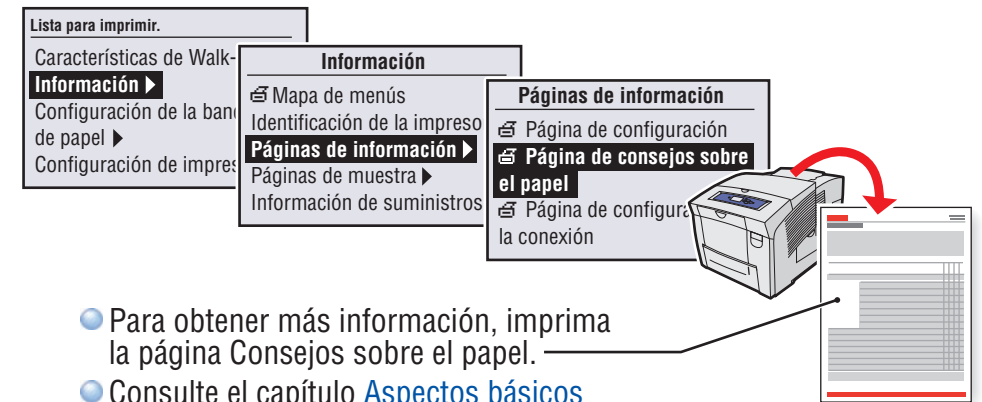 Lista para imprimir.
Características de Walk-
Información
Configuración de la ban
de papel
Configuración de impres
Información
Mapa de menús
Identificación de la impreso
Páginas de información
Páginas de muestra
Información de suministros
Páginas de información
Página de configuración
Página de consejos sobre
el papel
Página de configura
la conexión
Para obtener más información, imprima
la página Consejos sobre el papel.
Consulte el capítulo Aspectos básicos